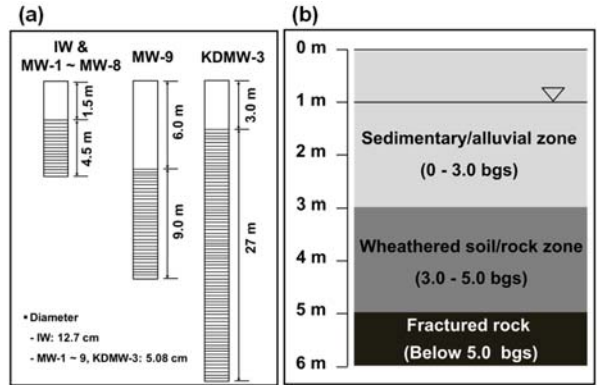 (a)
IW &
MW-1 ~ MW-8
MW-9
KDMW-3
1.5 m
4.5 m
6.0 m
9.0 m
3.0 m
27 m
▪ Diameter
- IW: 12.7 cm
- MW-1 ~ 9, KDMW-3: 5.08 cm
(b)
0 m
1 m
2 m
3 m
4 m
5 m
6 m
Sedimentary/alluvial zone
(0 - 3.0 bgs)
Wheathered soil/rock zone
(3.0 - 5.0 bgs)
Fractured rock
(Below 5.0 bgs)